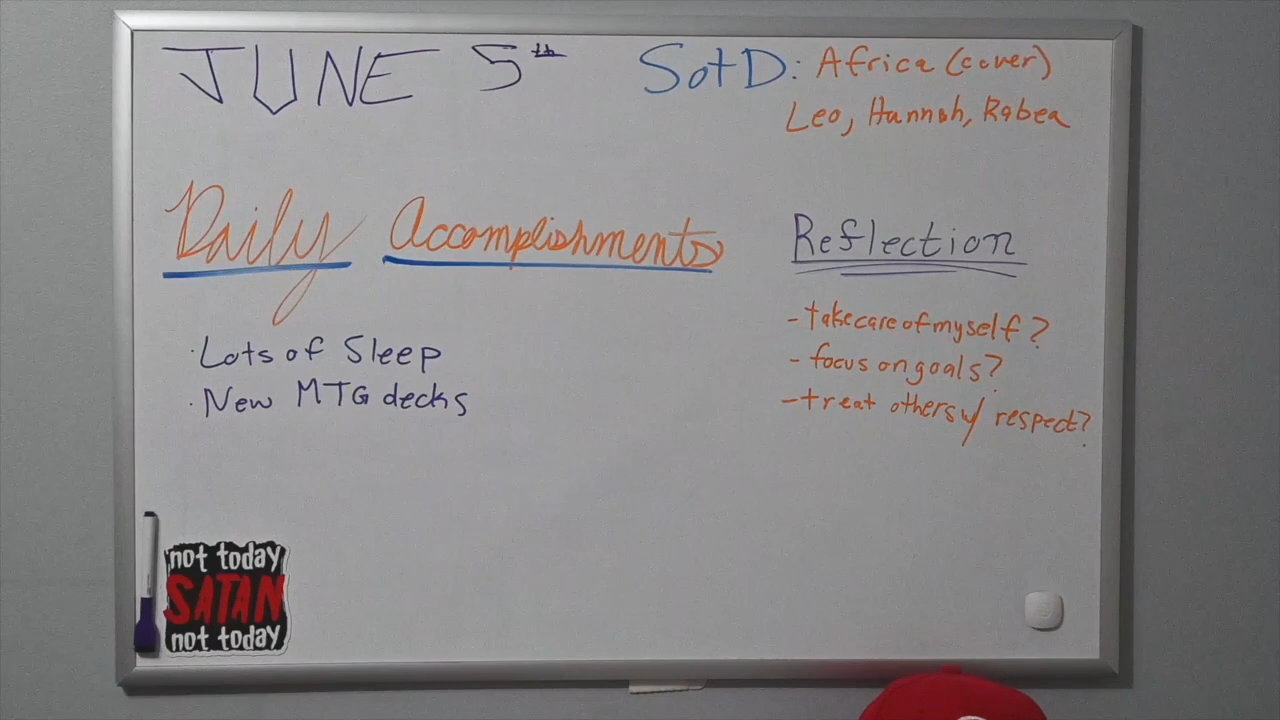 JUNE 5th
SotD: Africa (cover)
Leo, Hannah, Rabea
Daily Accomplishments
· Lots of Sleep
· New MTG decks
Reflection
- take care of myself?
- focus on goals?
- treat others w/ respect?
not today
SATAN
not today